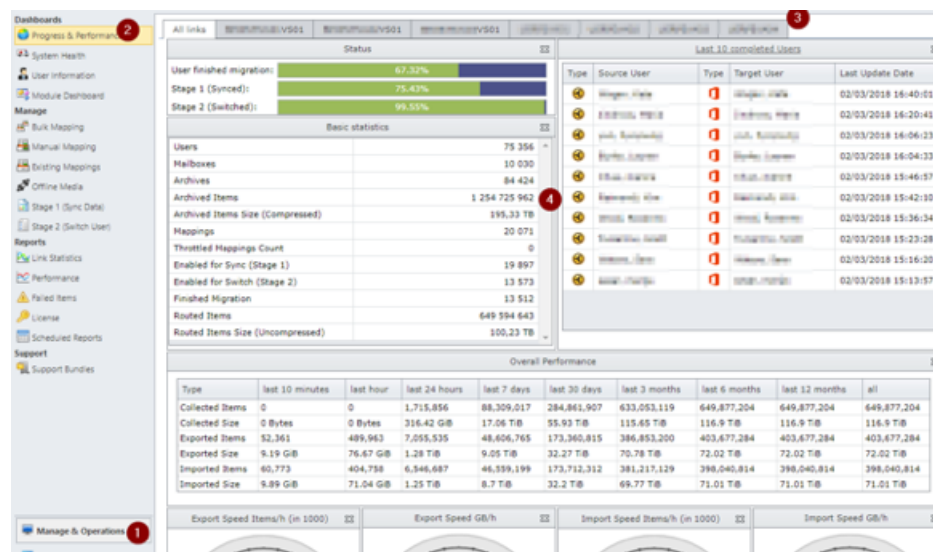 Dashboards
Progress & Performance
2
System Health
User Information
Module Dashboard
Manage
Bulk Mapping
Manual Mapping
Existing Mappings
Offline Media
Stage 1 (Sync Data)
Stage 2 (Switch User)
Reports
Link Statistics
Performance
Failed Items
License
Scheduled Reports
Support
Support Bundles
Manage & Operations
1
All links VS01 VS01 VS01
3
Status
User finished migration: 67.32%
Stage 1 (Synced): 75.43%
Stage 2 (Switched): 99.55%
Basic statistics
Users 75 356
Mailboxes 10 030
Archives 84 424
Archived Items 1 254 725 962
4
Archived Items Size (Compressed) 195,33 TB
Mappings 20 071
Throttled Mappings Count 0
Enabled for Sync (Stage 1) 19 897
Enabled for Switch (Stage 2) 13 573
Finished Migration 13 512
Routed Items 649 594 643
Routed Items Size (Uncompressed) 100,23 TB
Last 10 completed Users
Type Source User Type Target User Last Update Date
02/03/2018 16:40:01
02/03/2018 16:20:41
02/03/2018 16:06:23
02/03/2018 16:04:33
02/03/2018 15:46:57
02/03/2018 15:42:10
02/03/2018 15:36:34
02/03/2018 15:23:28
02/03/2018 15:16:20
02/03/2018 15:13:57
Overall Performance
Type last 10 minutes last hour last 24 hours last 7 days last 30 days last 3 months last 6 months last 12 months all
Collected Items 0 0 1,715,856 88,309,017 284,861,907 633,053,119 649,877,204 649,877,204 649,877,204
Collected Size 0 Bytes 0 Bytes 316.42 GiB 17.06 TiB 55.93 TiB 115.65 TiB 116.9 TiB 116.9 TiB 116.9 TiB
Exported Items 52,361 489,963 7,055,535 48,606,765 173,360,815 386,853,200 403,677,284 403,677,284 403,677,284
Exported Size 9.19 GiB 76.67 GiB 1.28 TiB 9.05 TiB 32.27 TiB 70.78 TiB 72.02 TiB 72.02 TiB 72.02 TiB
Imported Items 60,773 404,758 6,546,687 46,559,199 173,712,312 381,217,129 398,040,814 398,040,814 398,040,814
Imported Size 9.89 GiB 71.04 GiB 1.25 TiB 8.7 TiB 32.2 TiB 69.77 TiB 71.01 TiB 71.01 TiB 71.01 TiB
Export Speed Items/h (in 1000) Export Speed GB/h Import Speed Items/h (in 1000) Import Speed GB/h